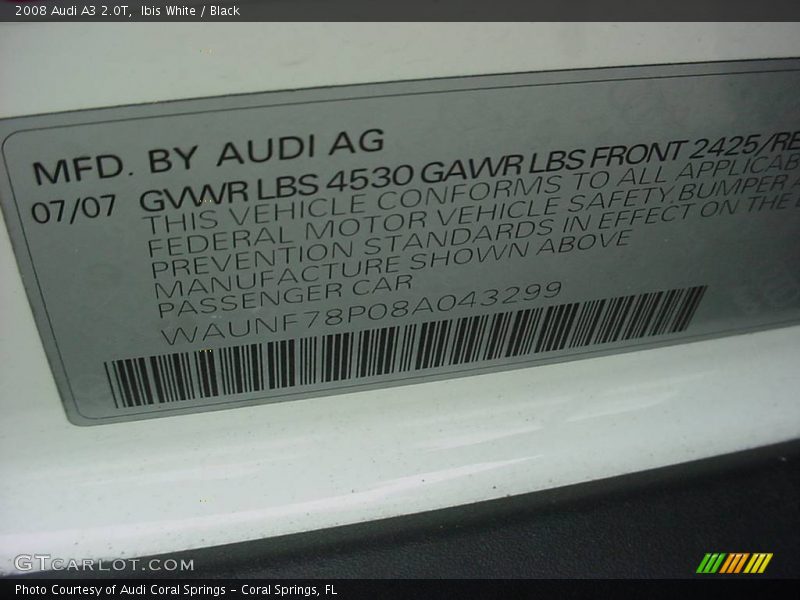 2008 Audi A3 2.0T,  Ibis White / Black
MFD. BY AUDI AG
07/07 GVWR LBS 4530 GAWR LBS FRONT 2425/RE
THIS VEHICLE CONFORMS TO ALL APPLICAB
FEDERAL MOTOR VEHICLE SAFETY, BUMPER A
PREVENTION STANDARDS IN EFFECT ON THE
MANUFACTURE SHOWN ABOVE
PASSENGER CAR
WAUNF78P08A043299
GTCARLOT.COM
Photo Courtesy of Audi Coral Springs – Coral Springs, FL